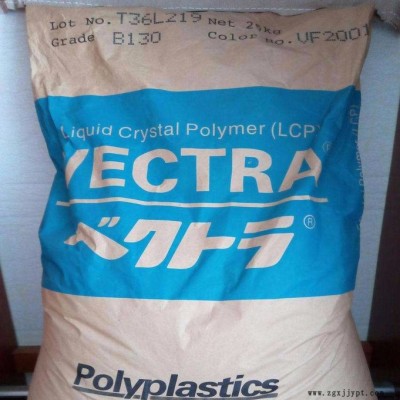 Lot No. T36L219 Net 25kg
Grade B130 Color No. VF2001
Liquid Crystal Polymer (LCP)
VECTRA®
ベクトラ®
Polyplastics
www.zgxjjypt.com